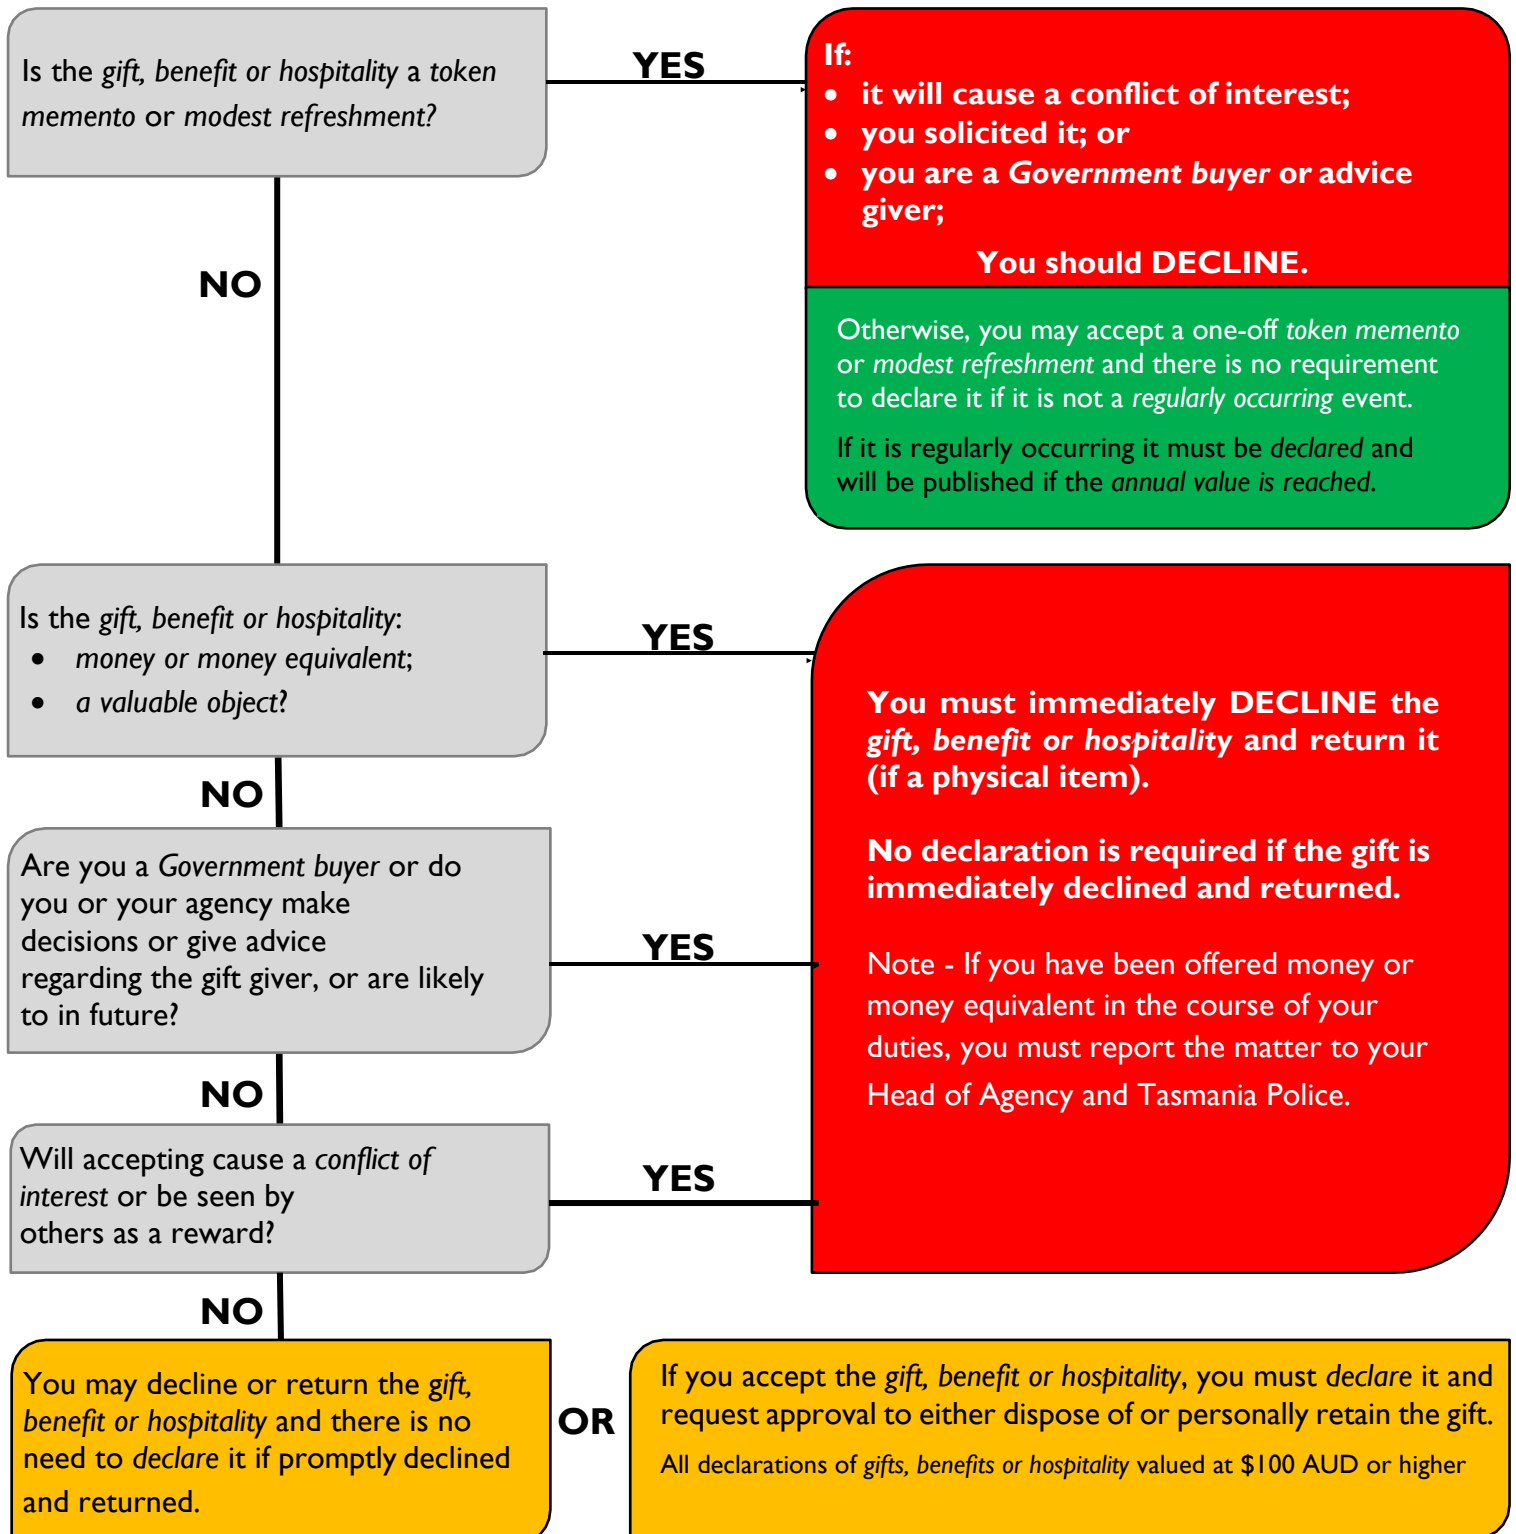 Is the gift, benefit or hospitality a token
memento or modest refreshment?
YES
If:
• it will cause a conflict of interest;
• you solicited it; or
• you are a Government buyer or advice
giver;
You should DECLINE.
NO
Otherwise, you may accept a one-off token memento
or modest refreshment and there is no requirement
to declare it if it is not a regularly occurring event.
If it is regularly occurring it must be declared and
will be published if the annual value is reached.
Is the gift, benefit or hospitality:
• money or money equivalent;
• a valuable object?
YES
NO
Are you a Government buyer or do
you or your agency make
decisions or give advice
regarding the gift giver, or are likely
to in future?
YES
NO
Will accepting cause a conflict of
interest or be seen by
others as a reward?
YES
You must immediately DECLINE the
gift, benefit or hospitality and return it
(if a physical item).
No declaration is required if the gift is
immediately declined and returned.
Note - If you have been offered money or
money equivalent in the course of your
duties, you must report the matter to your
Head of Agency and Tasmania Police.
NO
You may decline or return the gift,
benefit or hospitality and there is no
need to declare it if promptly declined
and returned.
OR
If you accept the gift, benefit or hospitality, you must declare it and
request approval to either dispose of or personally retain the gift.
All declarations of gifts, benefits or hospitality valued at $100 AUD or higher